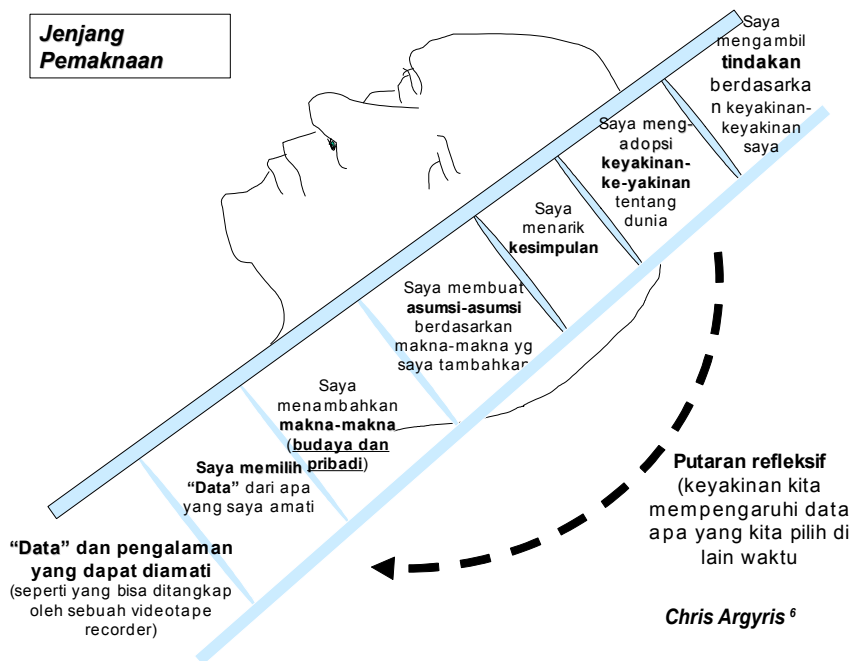 Jenjang
Pemaknaan
Saya
mengambil
tindakan
berdasarka
n keyakinan-
keyakinan
saya
Saya meng-
adopsi
keyakinan-
ke-yakinan
tentang
dunia
Saya
menarik
kesimpulan
Saya membuat
asumsi-asumsi
berdasarkan
makna-makna yg
saya tambahkan
Saya
menambahkan
makna-makna
(budaya dan
pribadi)
Saya memilih
“Data” dari apa
yang saya amati
“Data” dan pengalaman
yang dapat diamati
(seperti yang bisa ditangkap
oleh sebuah videotape
recorder)
Putaran refleksif
(keyakinan kita
mempengaruhi data
apa yang kita pilih di
lain waktu
Chris Argyris 6